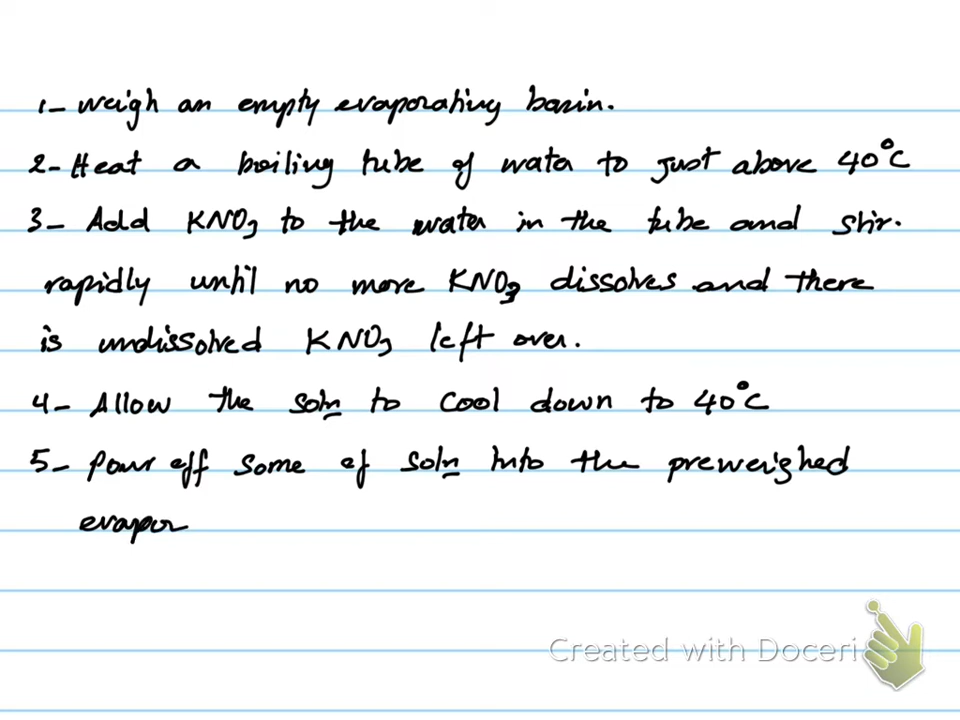 1- Weigh an empty evaporating basin.
2- Heat a boiling tube of water to just above 40°C
3- Add KNO3 to the water in the tube and stir.
rapidly until no more KNO3 dissolves and there
is undissolved KNO3 left over.
4- Allow the soln to cool down to 40°C
5- Pour off some of soln into the preweighed
evapor
Created with Doceri